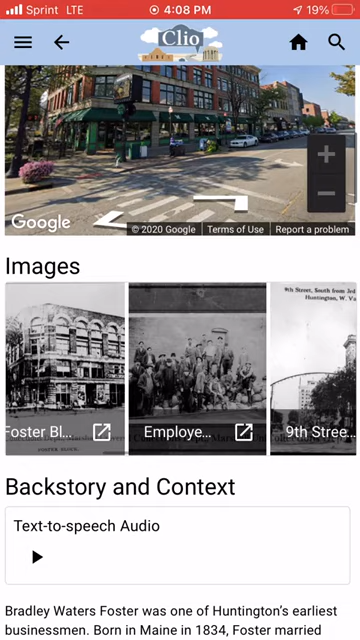 Sprint LTE 4:08 PM 19%
Clio
Google
© 2020 Google Terms of Use Report a problem
Images
9th Street, South from 3rd
Huntington, W. V
Foster Bl...
Employe...
9th Stree...
FOSTER BLOCK.
Backstory and Context
Text-to-speech Audio
Bradley Waters Foster was one of Huntington's earliest
businessmen. Born in Maine in 1834, Foster married